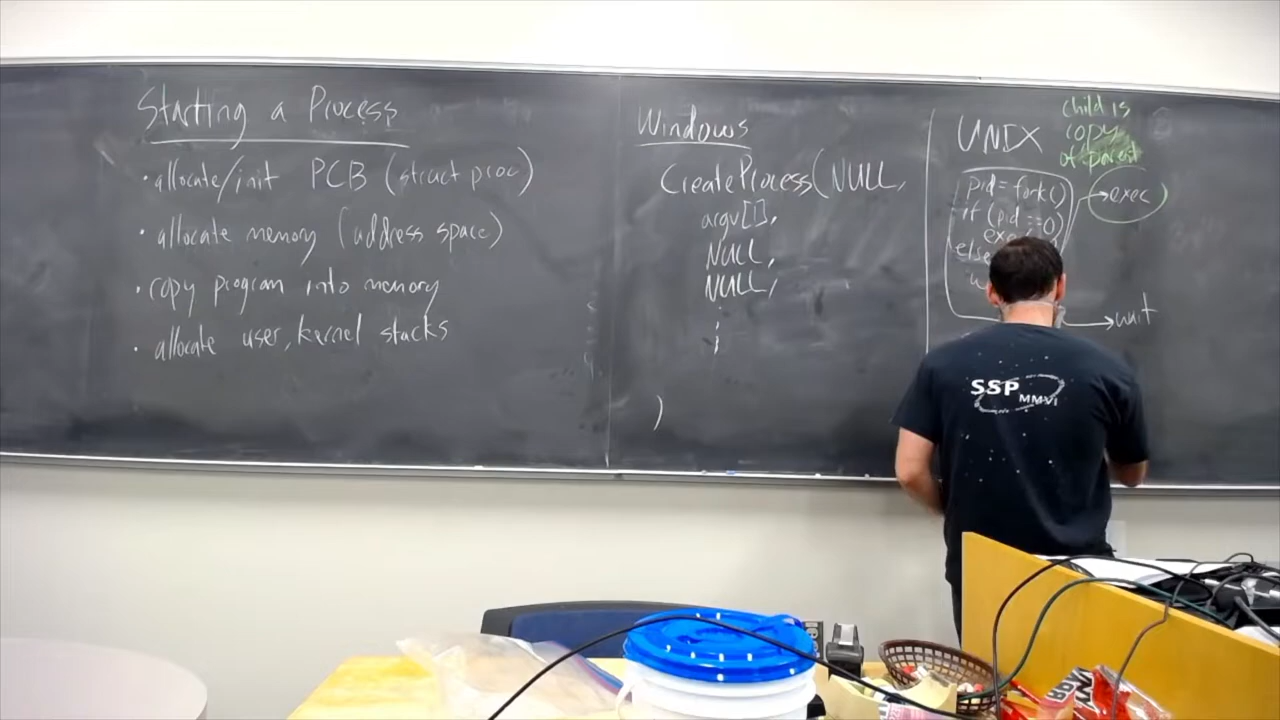 Starting a Process
· allocate/init PCB (struct proc)
· allocate memory (address space)
· copy program into memory
· allocate user, kernel stacks
Windows
CreateProcess(NULL,
argv[],
NULL,
NULL,
)
UNIX
child is
copy
of parent
pid = fork()
if (pid == 0)
else
exec
wait
SSP
MMVI